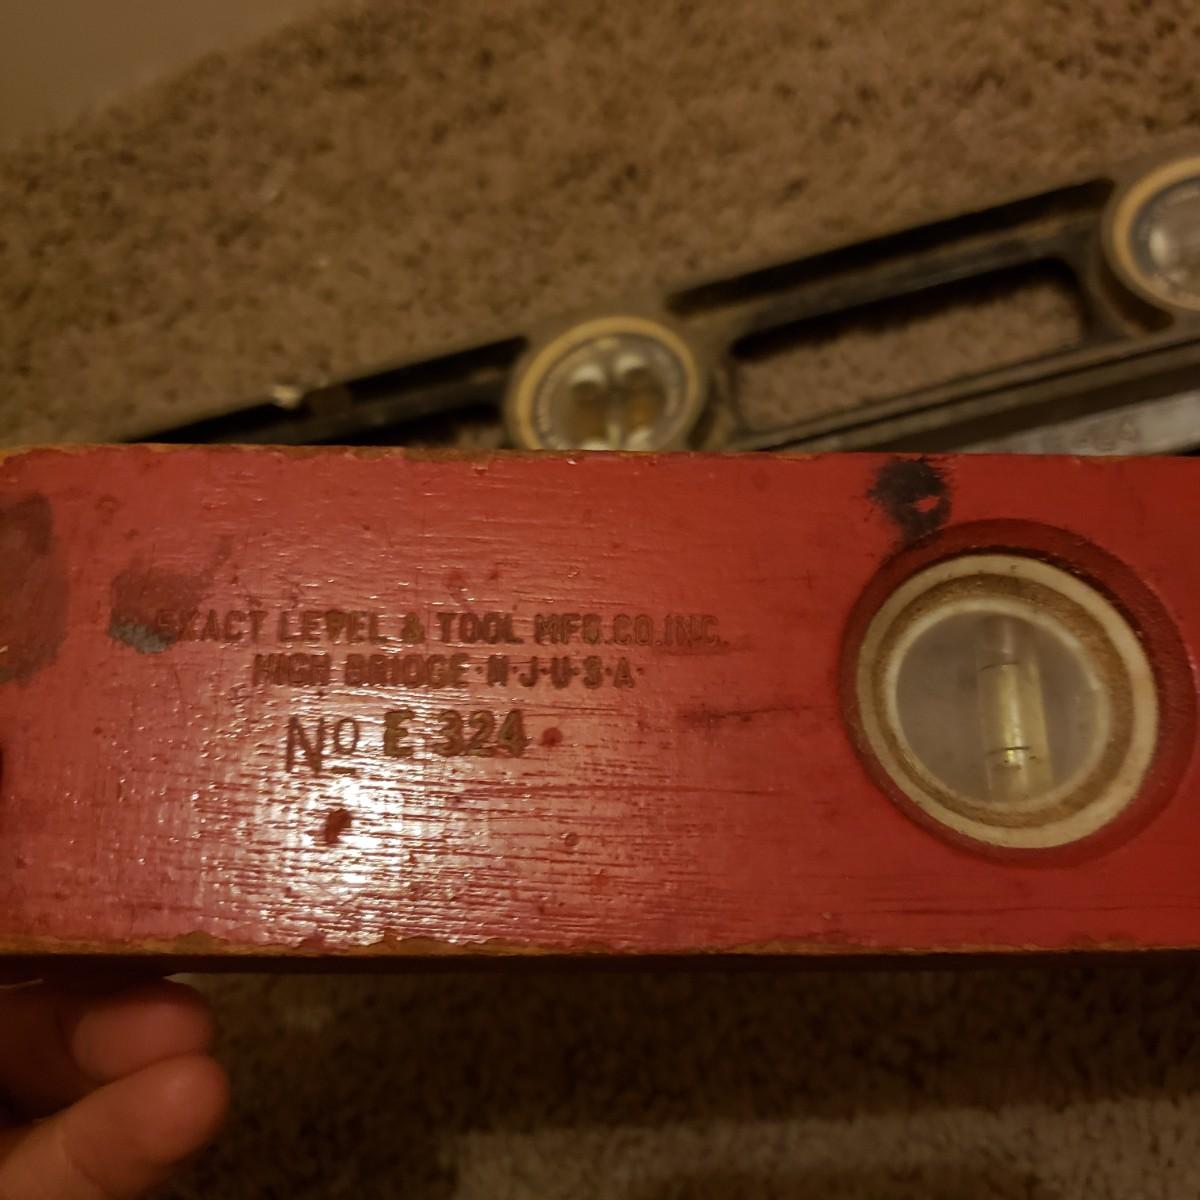 EXACT LEVEL & TOOL MFG.CO.INC.
HIGH BRIDGE·N·J·U·S·A·
No E 324